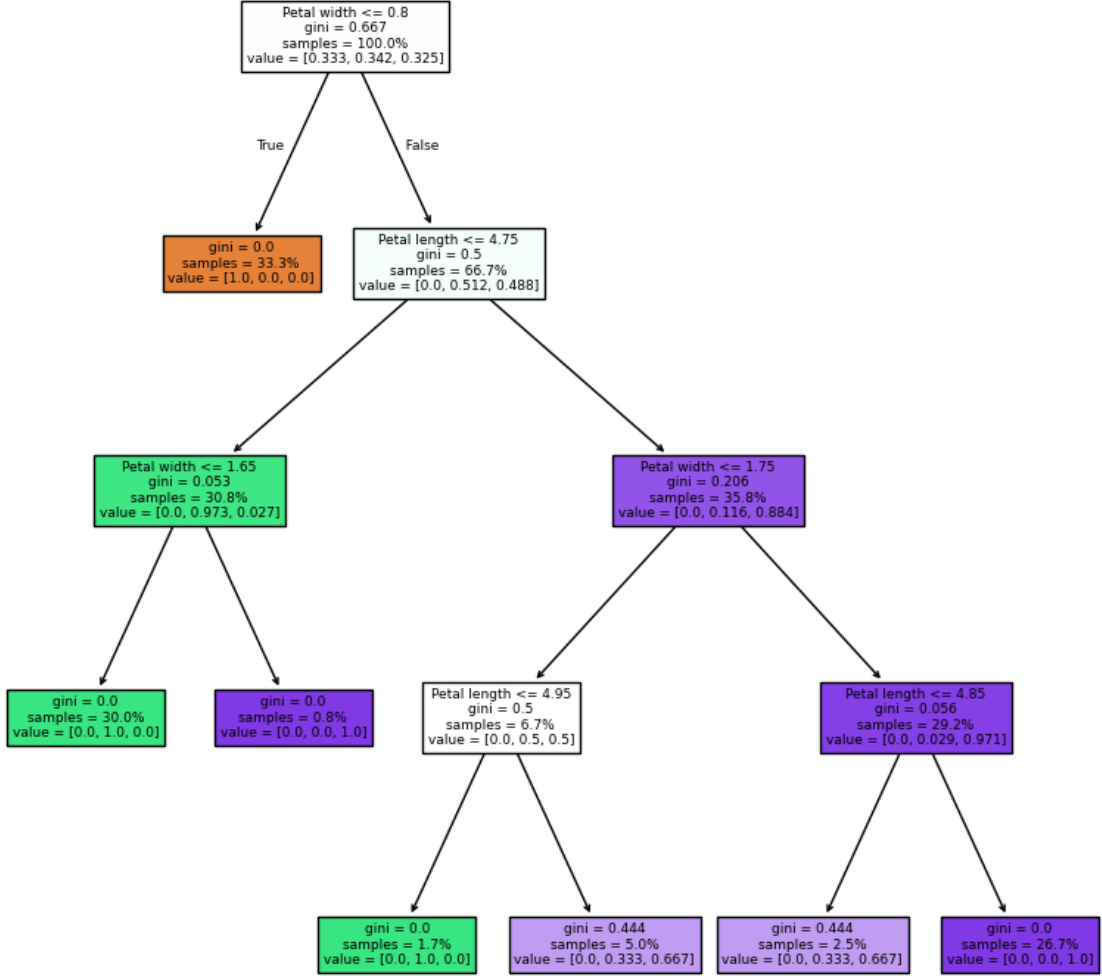 Petal width <= 0.8
gini = 0.667
samples = 100.0%
value = [0.333, 0.342, 0.325]
True
False
gini = 0.0
samples = 33.3%
value = [1.0, 0.0, 0.0]
Petal length <= 4.75
gini = 0.5
samples = 66.7%
value = [0.0, 0.512, 0.488]
Petal width <= 1.65
gini = 0.053
samples = 30.8%
value = [0.0, 0.973, 0.027]
Petal width <= 1.75
gini = 0.206
samples = 35.8%
value = [0.0, 0.116, 0.884]
gini = 0.0
samples = 30.0%
value = [0.0, 1.0, 0.0]
gini = 0.0
samples = 0.8%
value = [0.0, 0.0, 1.0]
Petal length <= 4.95
gini = 0.5
samples = 6.7%
value = [0.0, 0.5, 0.5]
Petal length <= 4.85
gini = 0.056
samples = 29.2%
value = [0.0, 0.029, 0.971]
gini = 0.0
samples = 1.7%
value = [0.0, 1.0, 0.0]
gini = 0.444
samples = 5.0%
value = [0.0, 0.333, 0.667]
gini = 0.444
samples = 2.5%
value = [0.0, 0.333, 0.667]
gini = 0.0
samples = 26.7%
value = [0.0, 0.0, 1.0]